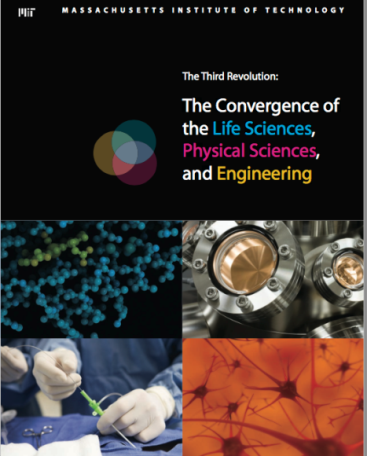 MIT
MASSACHUSETTS INSTITUTE OF TECHNOLOGY
The Third Revolution:
The Convergence of
the Life Sciences,
Physical Sciences,
and Engineering